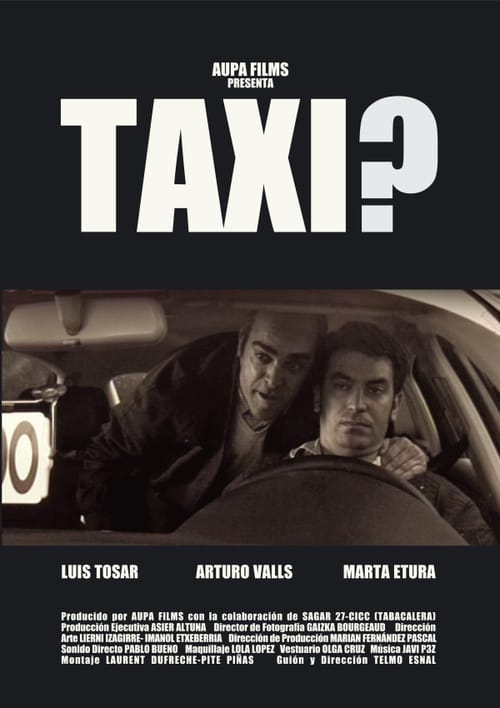 AUPA FILMS
PRESENTA
TAXI?
00
LUIS TOSAR ARTURO VALLS MARTA ETURA
Producido por AUPA FILMS con la colaboración de SAGAR 27-CICC (TABACALERA)
Producción Ejecutiva ASIER ALTUNA Director de Fotografía GAIZKA BOURGEAUD Dirección
Arte LIERNI IZAGIRRE- IMANOL ETXEBERRIA Dirección de Producción MARIAN FERNÁNDEZ PASCAL
Sonido Directo PABLO BUENO Maquillaje LOLA LOPEZ Vestuario OLGA CRUZ Música JAVI P3Z
Montaje LAURENT DUFRECHE-PITE PIÑAS Guión y Dirección TELMO ESNAL